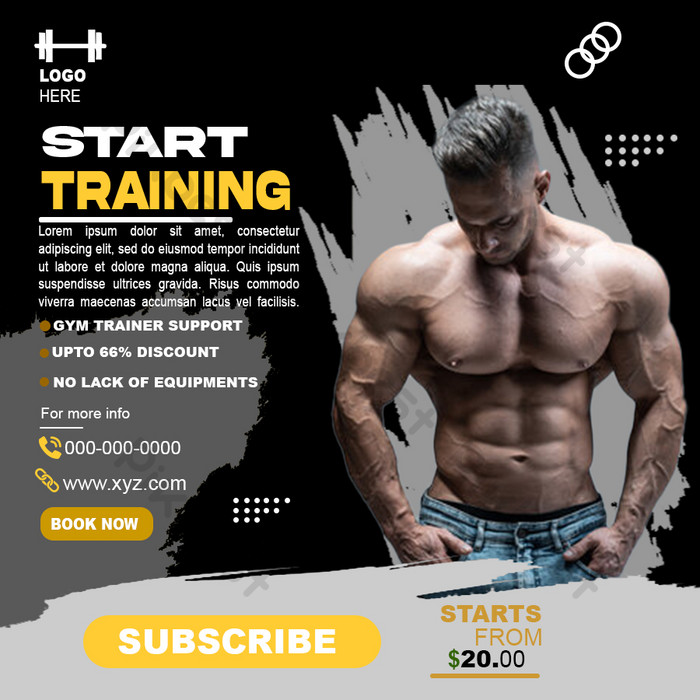 LOGO
HERE
START
TRAINING
Lorem ipsum dolor sit amet, consectetur
adipiscing elit, sed do eiusmod tempor incididunt
ut labore et dolore magna aliqua. Quis ipsum
suspendisse ultrices gravida. Risus commodo
viverra maecenas accumsan lacus vel facilisis.
GYM TRAINER SUPPORT
UPTO 66% DISCOUNT
NO LACK OF EQUIPMENTS
For more info
000-000-0000
www.xyz.com
BOOK NOW
SUBSCRIBE
STARTS
FROM
$20.00